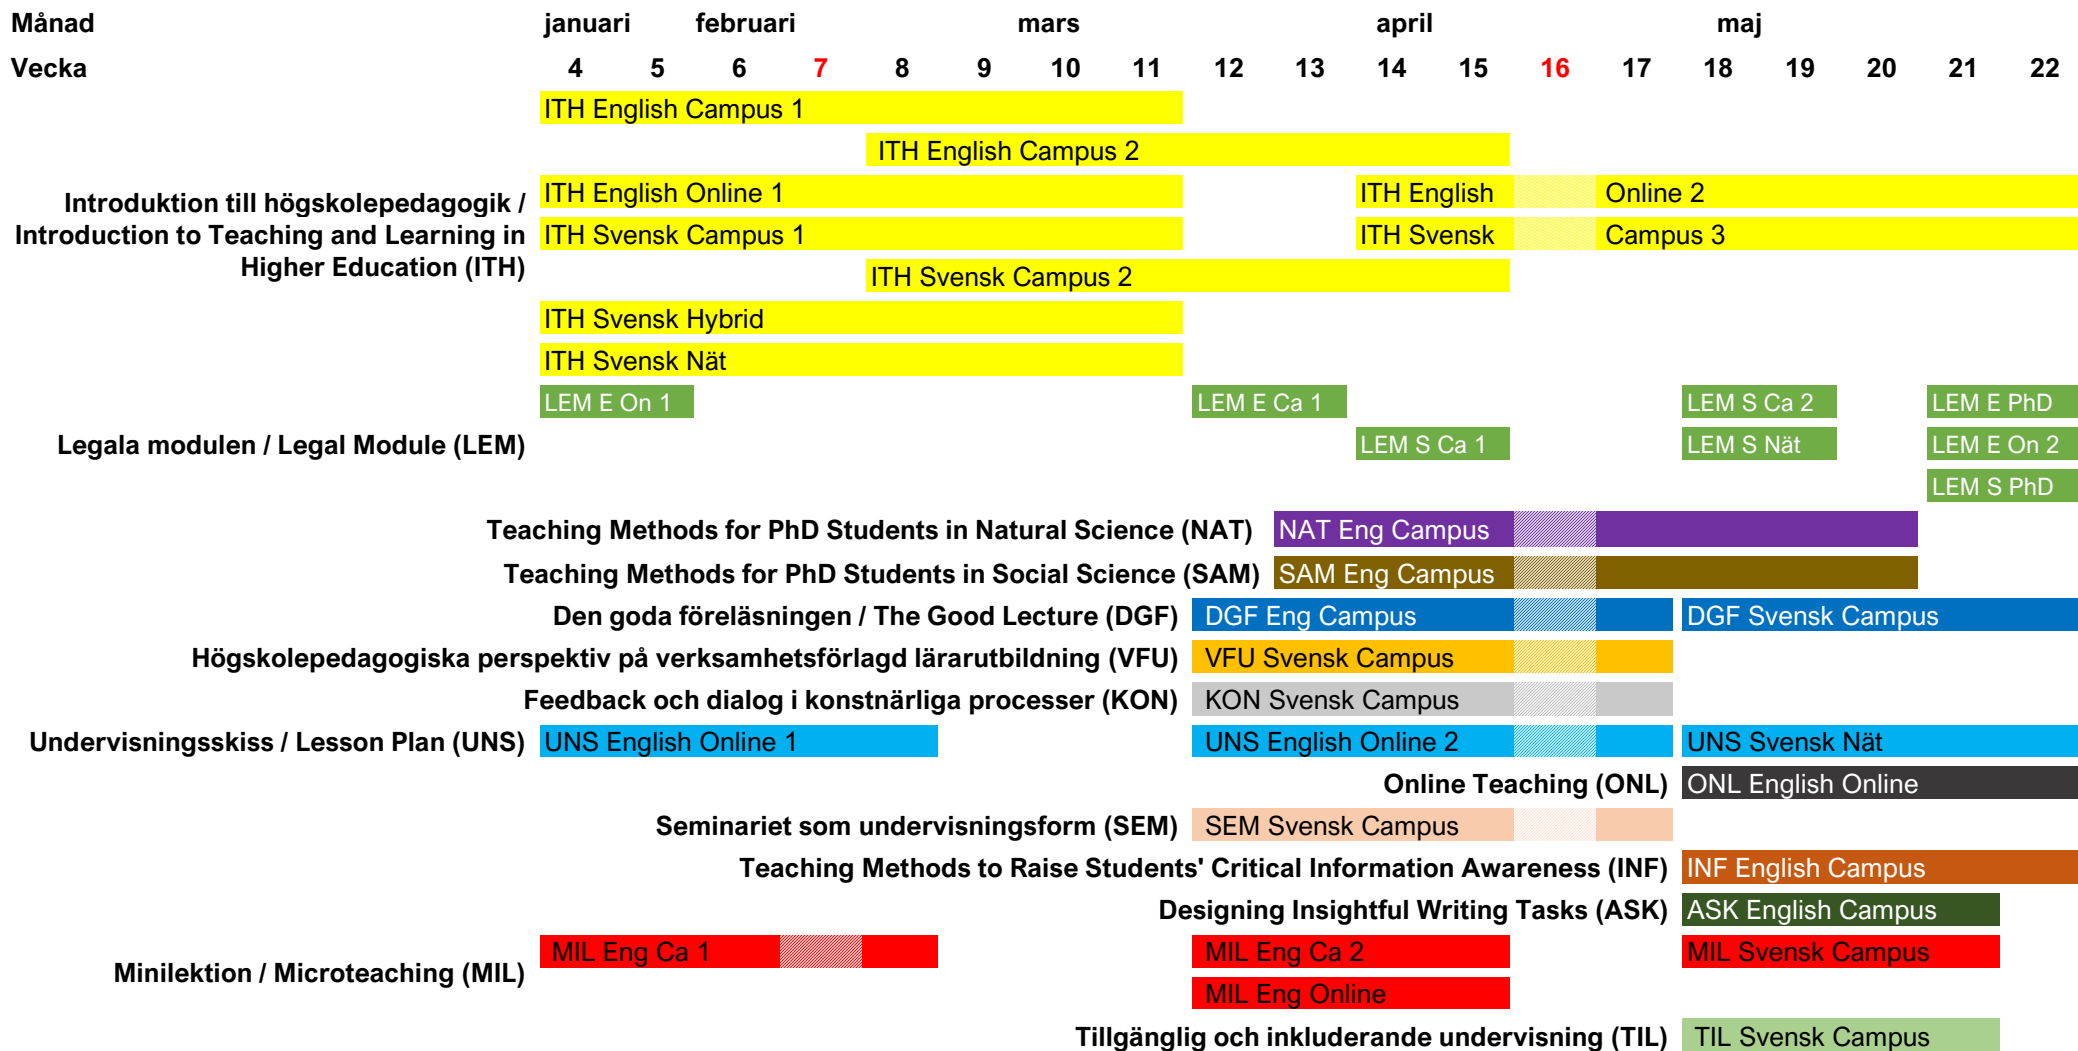 Månad januari februari mars april maj
Vecka 4 5 6 7 8 9 10 11 12 13 14 15 16 17 18 19 20 21 22
ITH English Campus 1
ITH English Campus 2
Introduktion till högskolepedagogik /
Introduction to Teaching and Learning in
Higher Education (ITH)
ITH English Online 1 ITH English Online 2
ITH Svensk Campus 1 ITH Svensk Campus 3
ITH Svensk Campus 2
ITH Svensk Hybrid
ITH Svensk Nät
LEM E On 1 LEM E Ca 1 LEM S Ca 2 LEM E PhD
Legala modulen / Legal Module (LEM) LEM S Ca 1 LEM S Nät LEM E On 2
LEM S PhD
Teaching Methods for PhD Students in Natural Science (NAT) NAT Eng Campus
Teaching Methods for PhD Students in Social Science (SAM) SAM Eng Campus
Den goda föreläsningen / The Good Lecture (DGF) DGF Eng Campus DGF Svensk Campus
Högskolepedagogiska perspektiv på verksamhetsförlagd lärarutbildning (VFU) VFU Svensk Campus
Feedback och dialog i konstnärliga processer (KON) KON Svensk Campus
Undervisningsskiss / Lesson Plan (UNS) UNS English Online 1 UNS English Online 2 UNS Svensk Nät
Online Teaching (ONL) ONL English Online
Seminariet som undervisningsform (SEM) SEM Svensk Campus
Teaching Methods to Raise Students' Critical Information Awareness (INF) INF English Campus
Designing Insightful Writing Tasks (ASK) ASK English Campus
Minilektion / Microteaching (MIL) MIL Eng Ca 1 MIL Eng Ca 2 MIL Svensk Campus
MIL Eng Online
Tillgänglig och inkluderande undervisning (TIL) TIL Svensk Campus